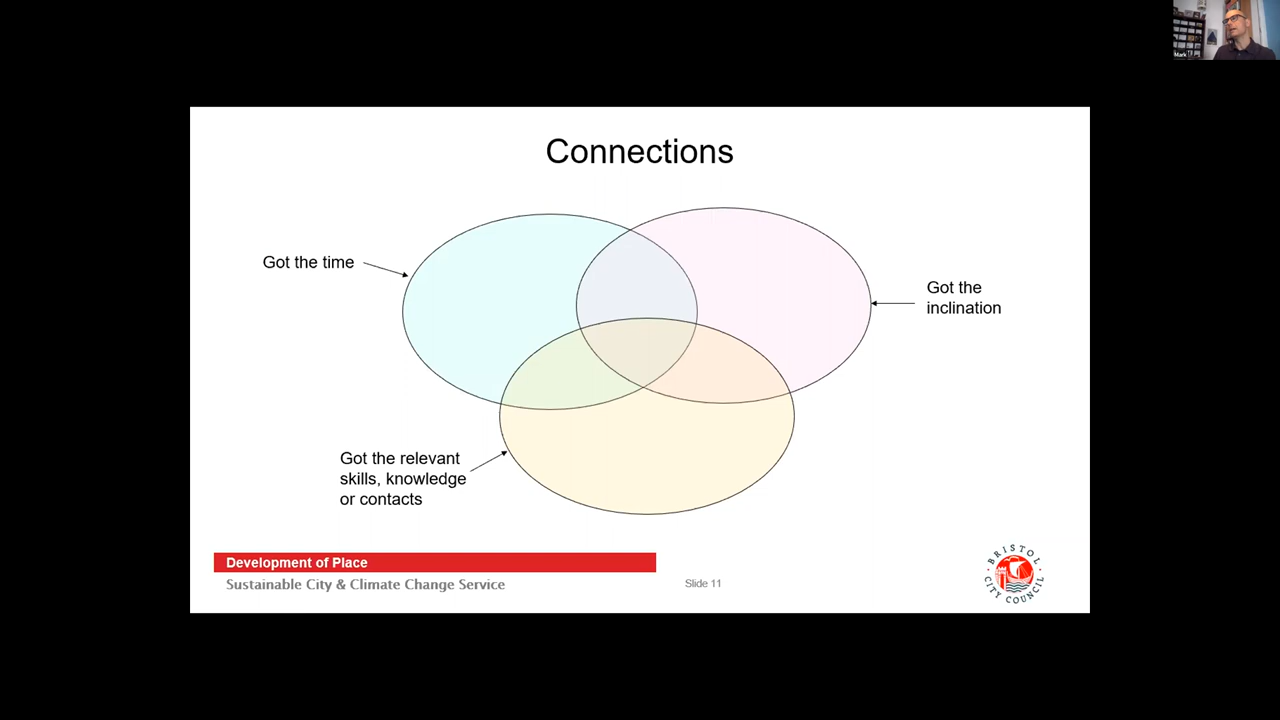 Mark
Connections
Got the time
Got the
inclination
Got the relevant
skills, knowledge
or contacts
Development of Place
Sustainable City & Climate Change Service
Slide 11
BRISTOL
CITY COUNCIL